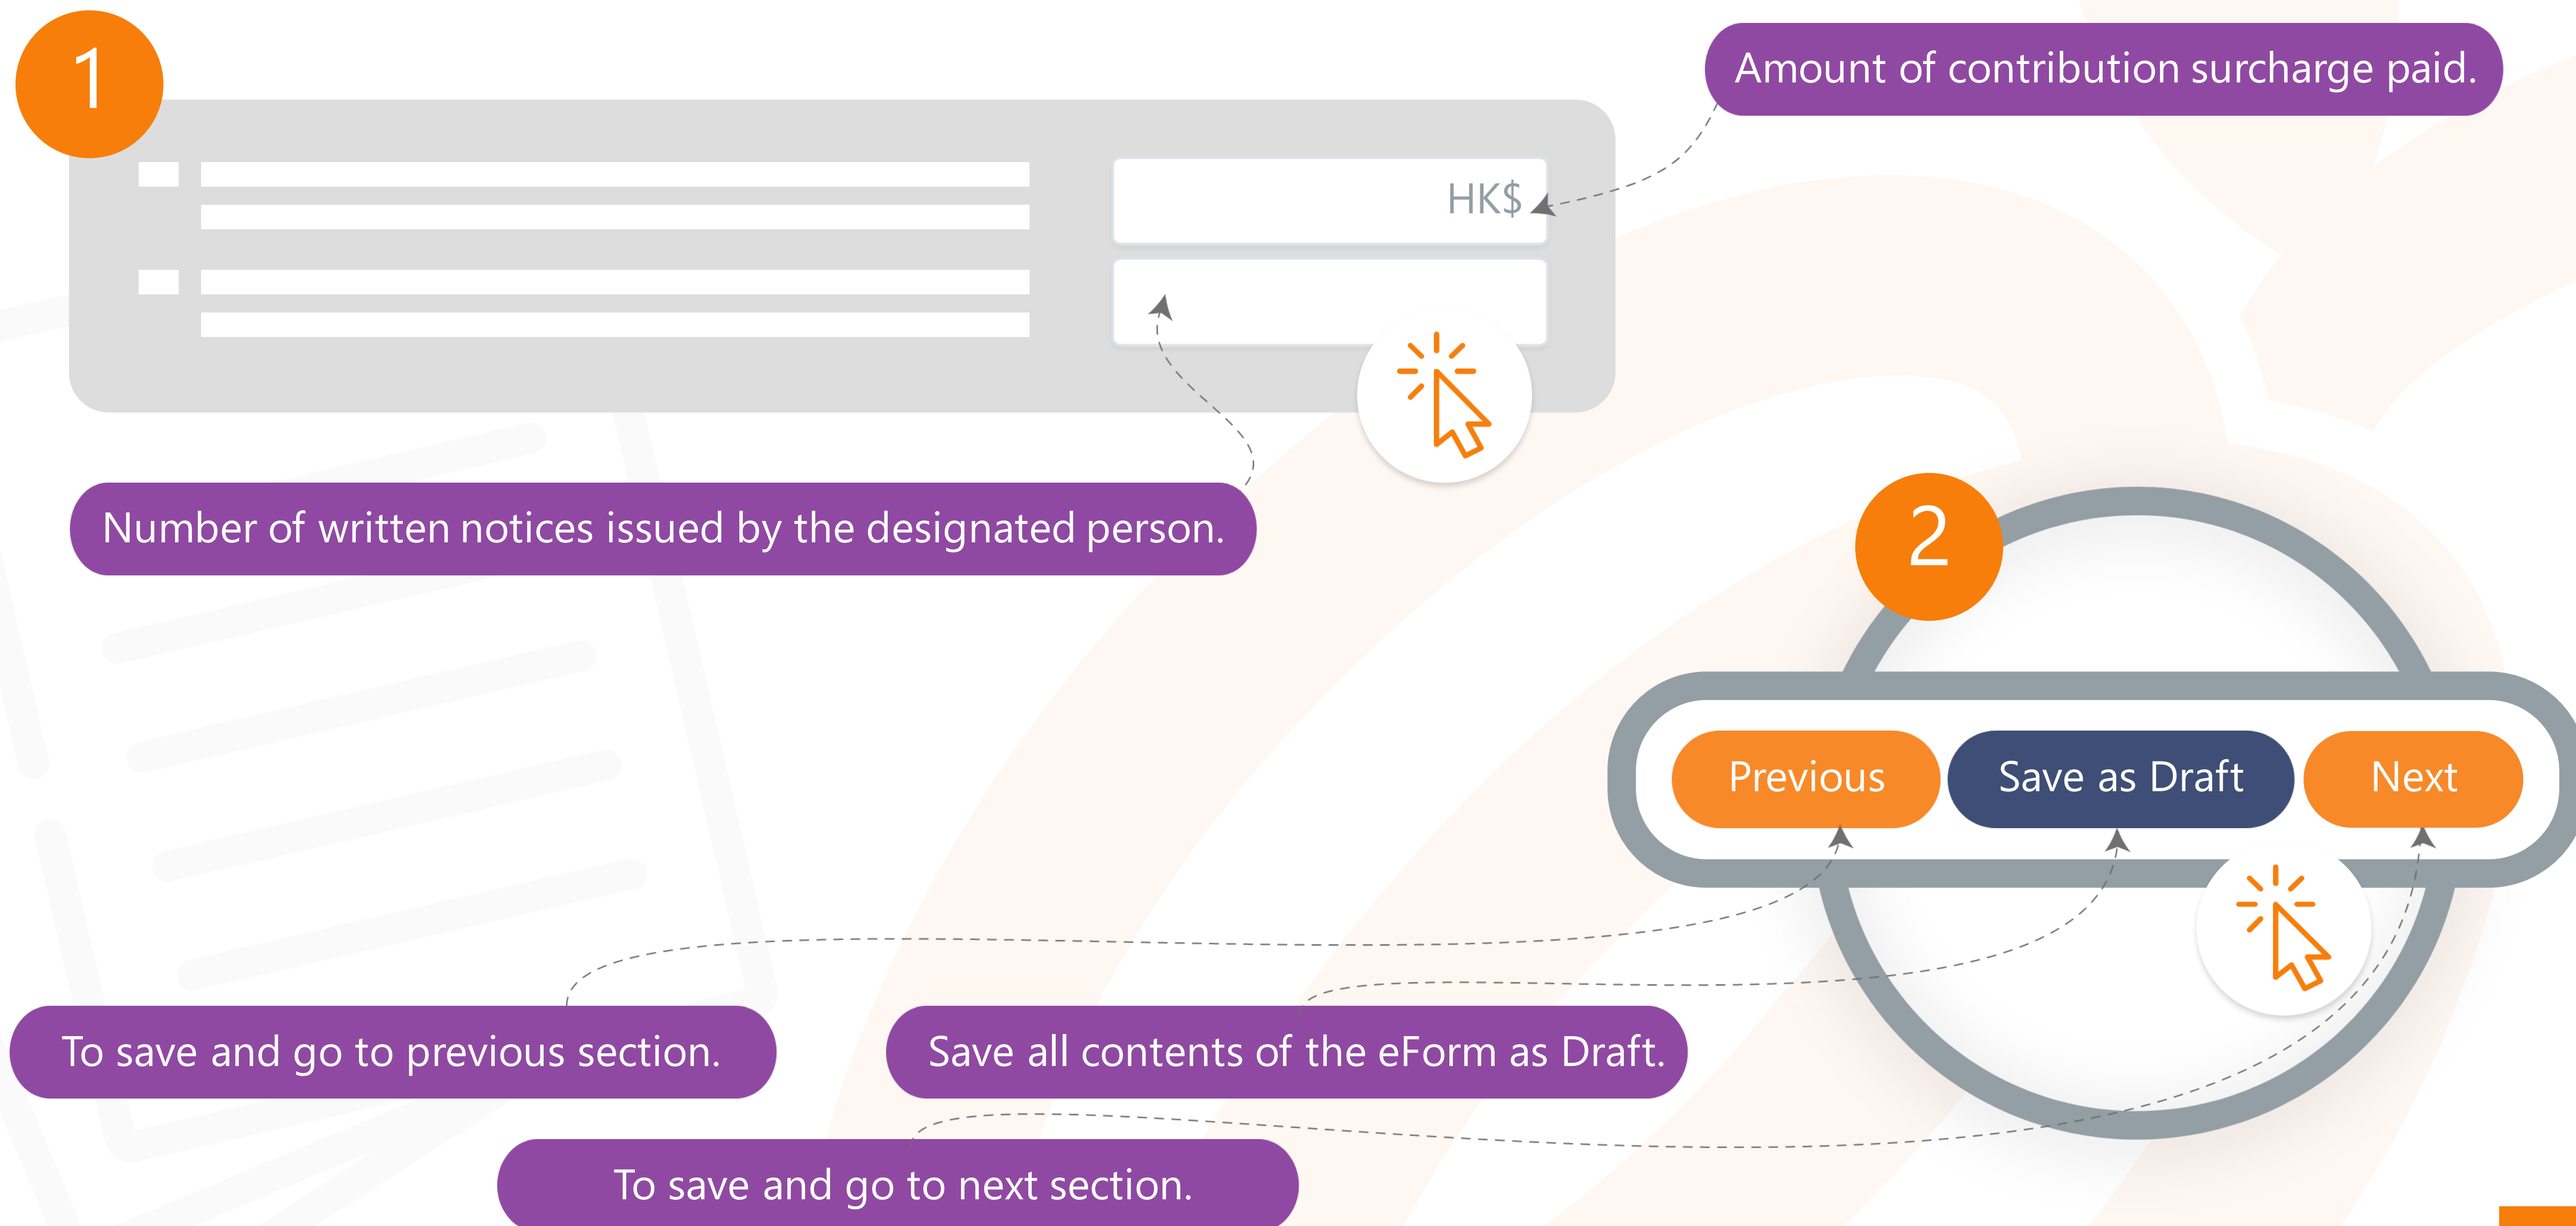 1
Amount of contribution surcharge paid.
HK$
Number of written notices issued by the designated person.
2
Previous
Save as Draft
Next
To save and go to previous section.
Save all contents of the eForm as Draft.
To save and go to next section.